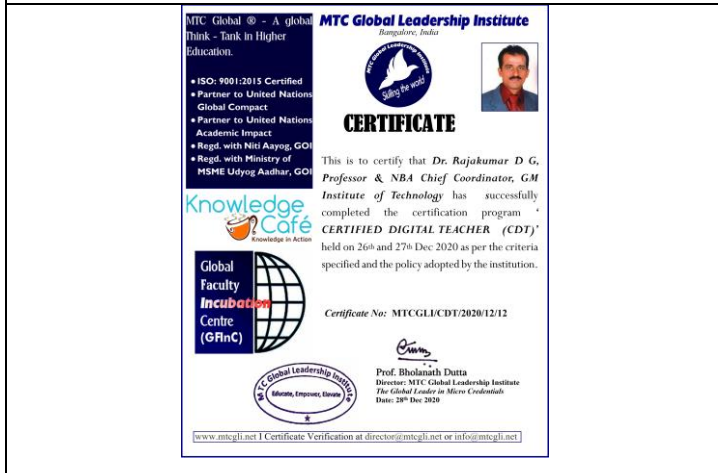 MTC Global ® - A global
Think - Tank in Higher
Education.
• ISO: 9001:2015 Certified
• Partner to United Nations
Global Compact
• Partner to United Nations
Academic Impact
• Regd. with Niti Aayog, GOI
• Regd. with Ministry of
MSME Udyog Aadhar, GOI
Knowledge
Café
Knowledge in Action
Global
Faculty
Incubation
Centre
(GFInC)
MTC Global Leadership Institute
Bangalore, India
MTC Global Leadership Institute
Skilling the world
CERTIFICATE
This is to certify that Dr. Rajakumar D G,
Professor & NBA Chief Coordinator, GM
Institute of Technology has successfully
completed the certification program ‘
CERTIFIED DIGITAL TEACHER (CDT)’
held on 26th and 27th Dec 2020 as per the criteria
specified and the policy adopted by the institution.
Certificate No: MTCGLI/CDT/2020/12/12
Prof. Bholanath Dutta
Director: MTC Global Leadership Institute
The Global Leader in Micro Credentials
Date: 28th Dec 2020
MTC Global Leadership Institute
Educate, Empower, Elevate
www.mtcgli.net I Certificate Verification at director@mtcgli.net or info@mtcgli.net